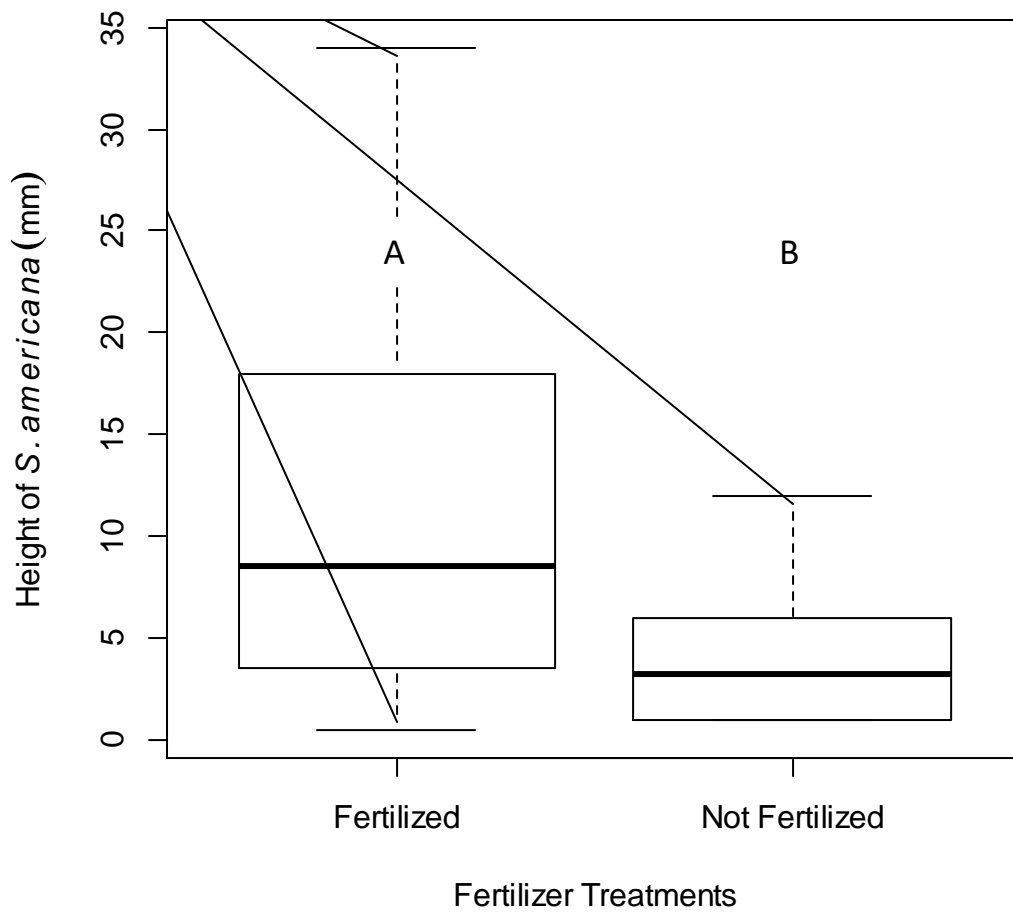 Height of S. americana (mm)
35
30
25
20
15
10
5
0
A
B
Fertilized
Not Fertilized
Fertilizer Treatments